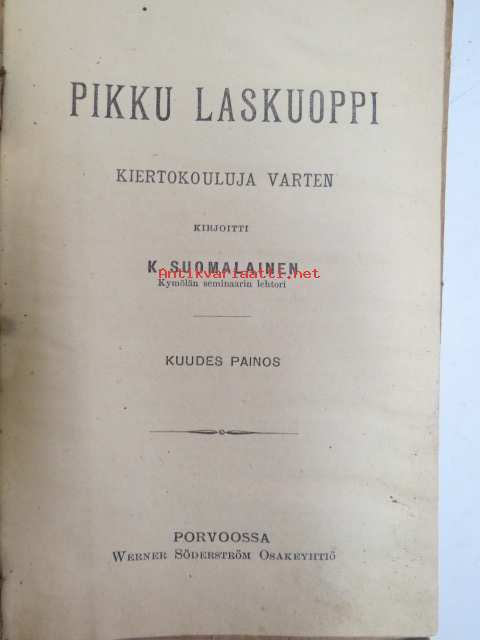 PIKKU LASKUOPPI
KIERTOKOULUJA VARTEN
KIRJOITTI
K. SUOMALAINEN
Antikvariaatti.net
Kymölän seminaarin lehtori
KUUDES PAINOS
PORVOOSSA
WERNER SÖDERSTRÖM OSAKEYHTIÖ